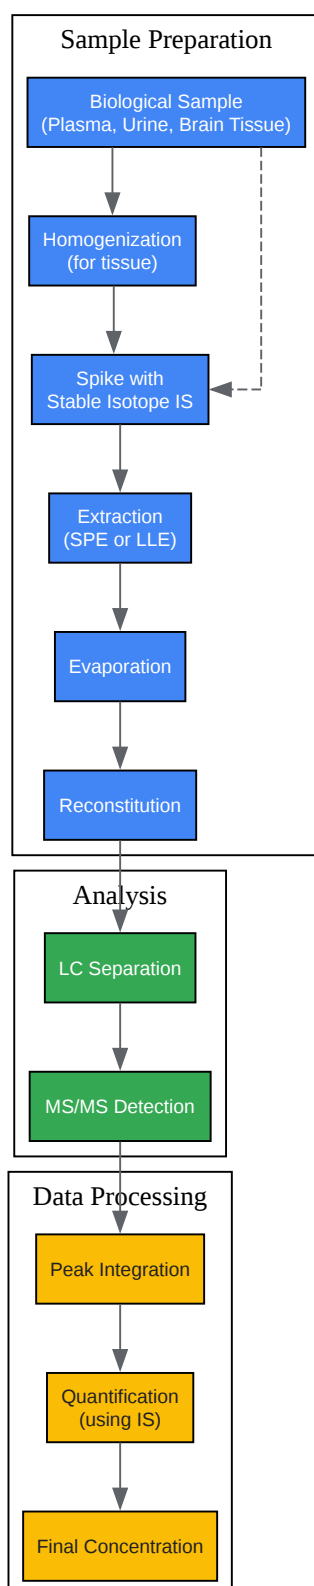 Sample Preparation
Biological Sample
(Plasma, Urine, Brain Tissue)
Homogenization
(for tissue)
Spike with
Stable Isotope IS
Extraction
(SPE or LLE)
Evaporation
Reconstitution
Analysis
LC Separation
MS/MS Detection
Data Processing
Peak Integration
Quantification
(using IS)
Final Concentration